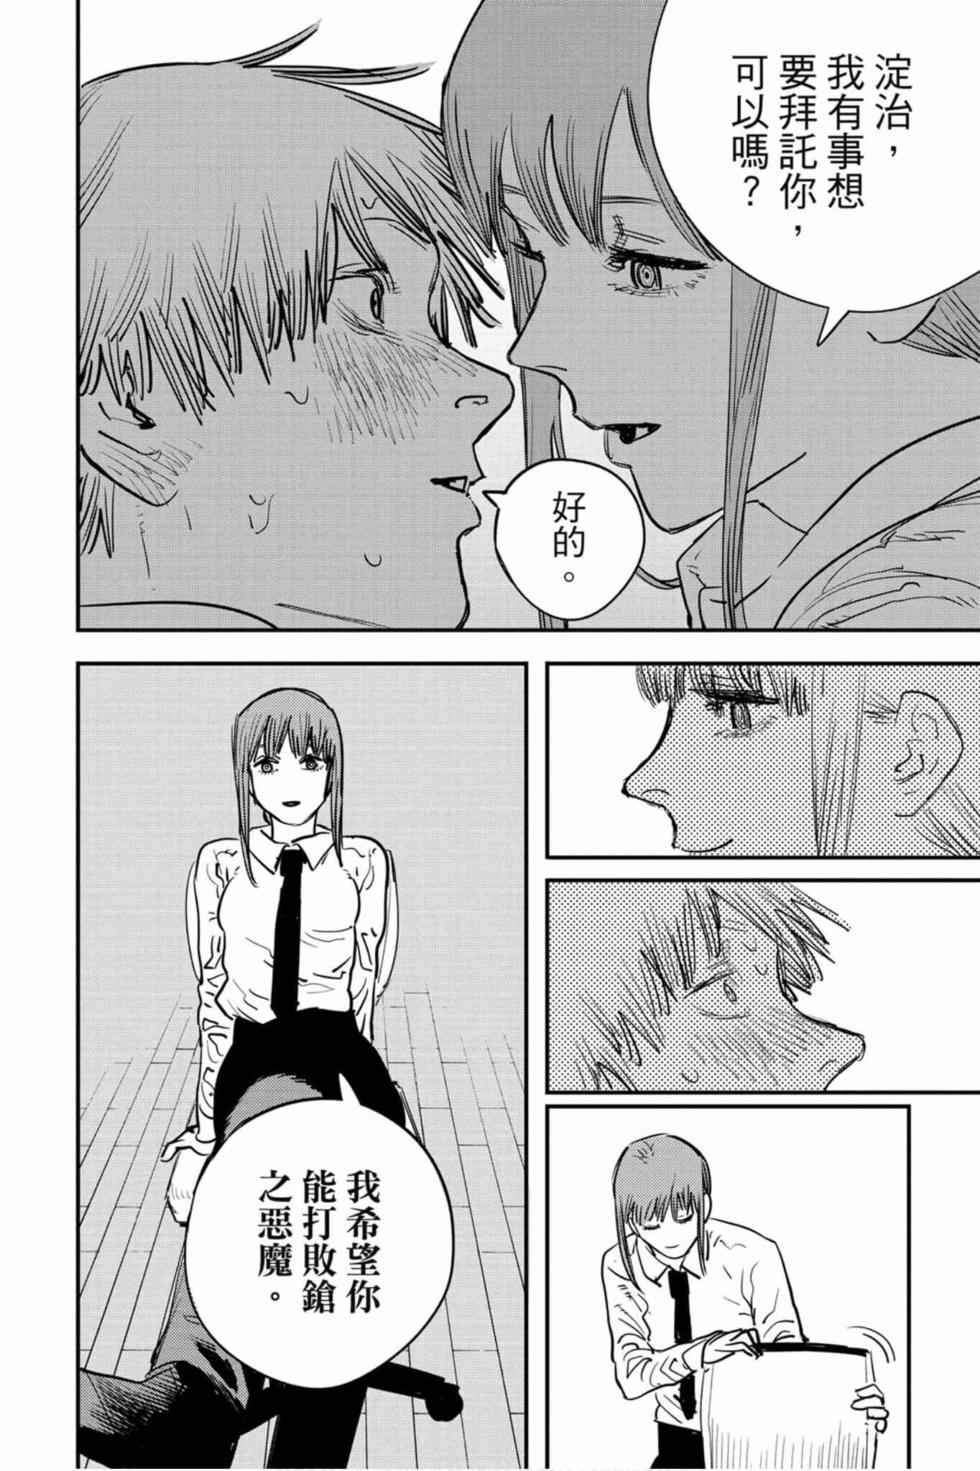 淀治，
我有事想
要拜託你，
可以嗎？
好的。
我希望你
能打敗鎗
之惡魔。